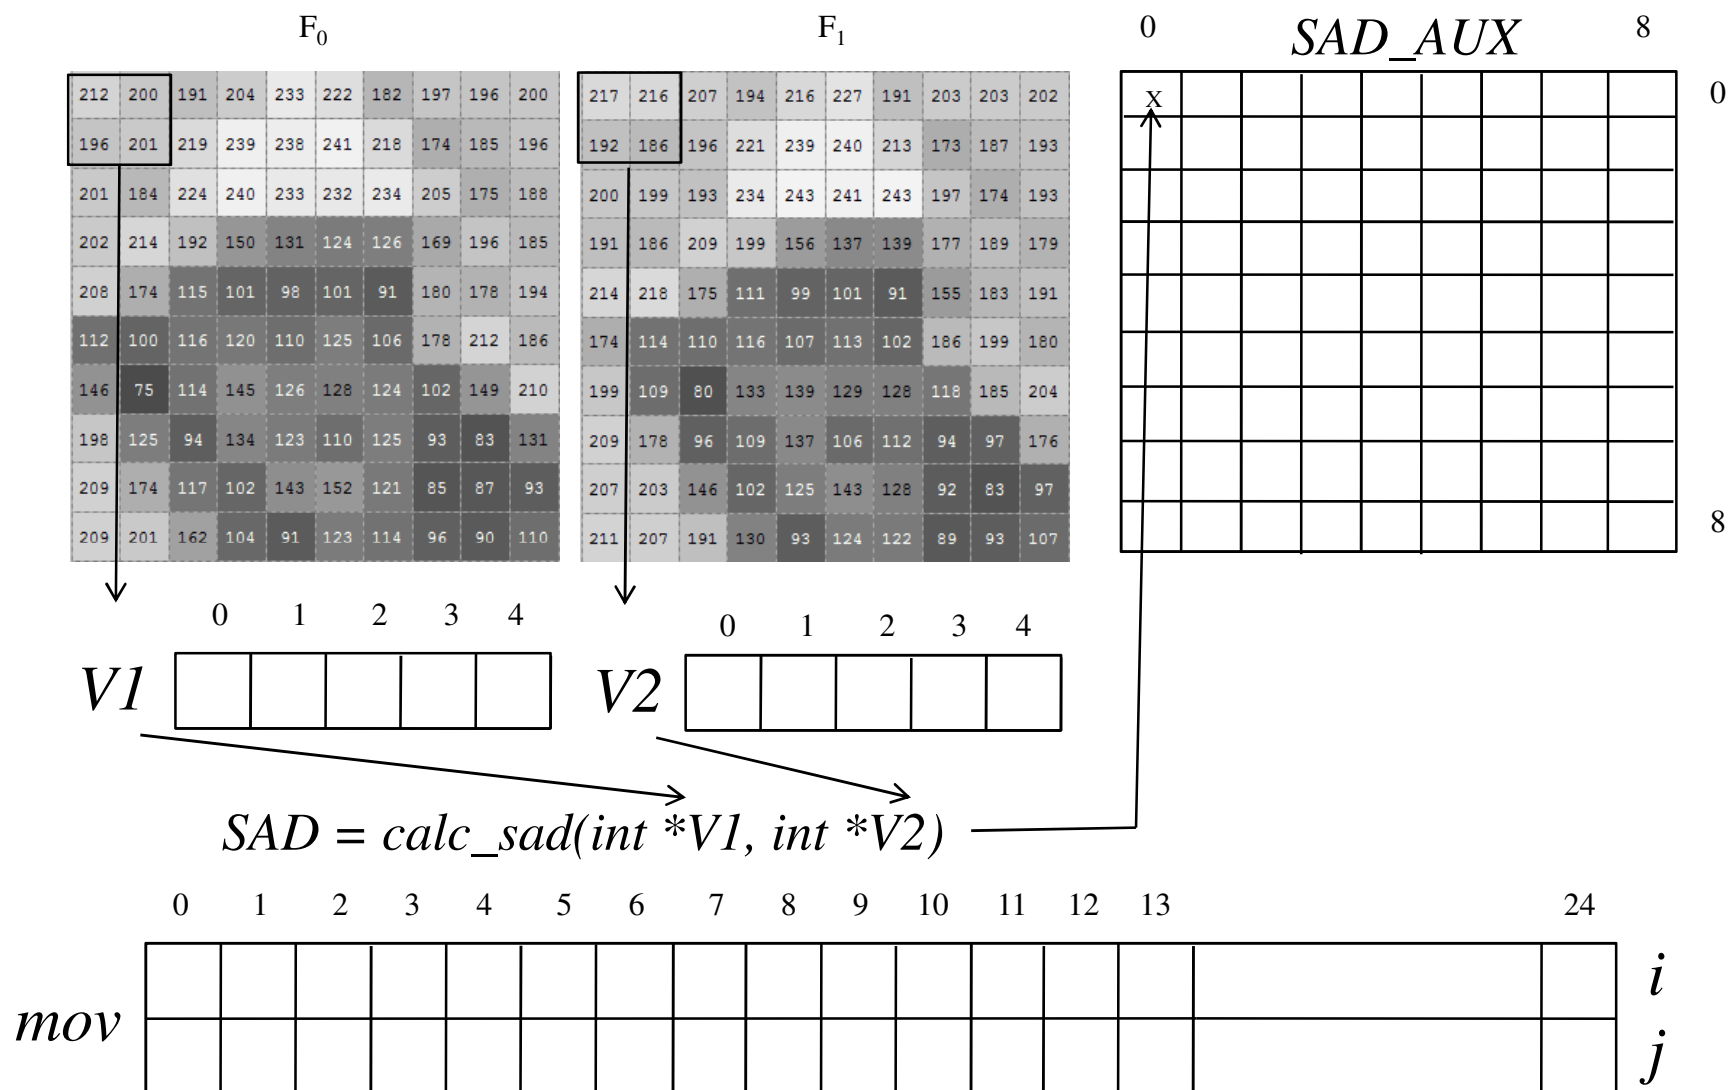 F0 F1 0 SAD_AUX 8
212 200 191 204 233 222 182 197 196 200 217 216 207 194 216 227 191 203 203 202 x 0
196 201 219 239 238 241 218 174 185 196 192 186 196 221 239 240 213 173 187 193
201 184 224 240 233 232 234 205 175 188 200 199 193 234 243 241 243 197 174 193
202 214 192 150 131 124 126 169 196 185 191 186 209 199 156 137 139 177 189 179
208 174 115 101 98 101 91 180 178 194 214 218 175 111 99 101 91 155 183 191
112 100 116 120 110 125 106 178 212 186 174 114 110 116 107 113 102 186 199 180
146 75 114 145 126 128 124 102 149 210 199 109 80 133 139 129 128 118 185 204
198 125 94 134 123 110 125 93 83 131 209 178 96 109 137 106 112 94 97 176
209 174 117 102 143 152 121 85 87 93 207 203 146 102 125 143 128 92 83 97 8
209 201 162 104 91 123 114 96 90 110 211 207 191 130 93 124 122 89 93 107
0 1 2 3 4 0 1 2 3 4
V1 V2
SAD = calc_sad(int *V1, int *V2)
0 1 2 3 4 5 6 7 8 9 10 11 12 13 24
i
mov
j